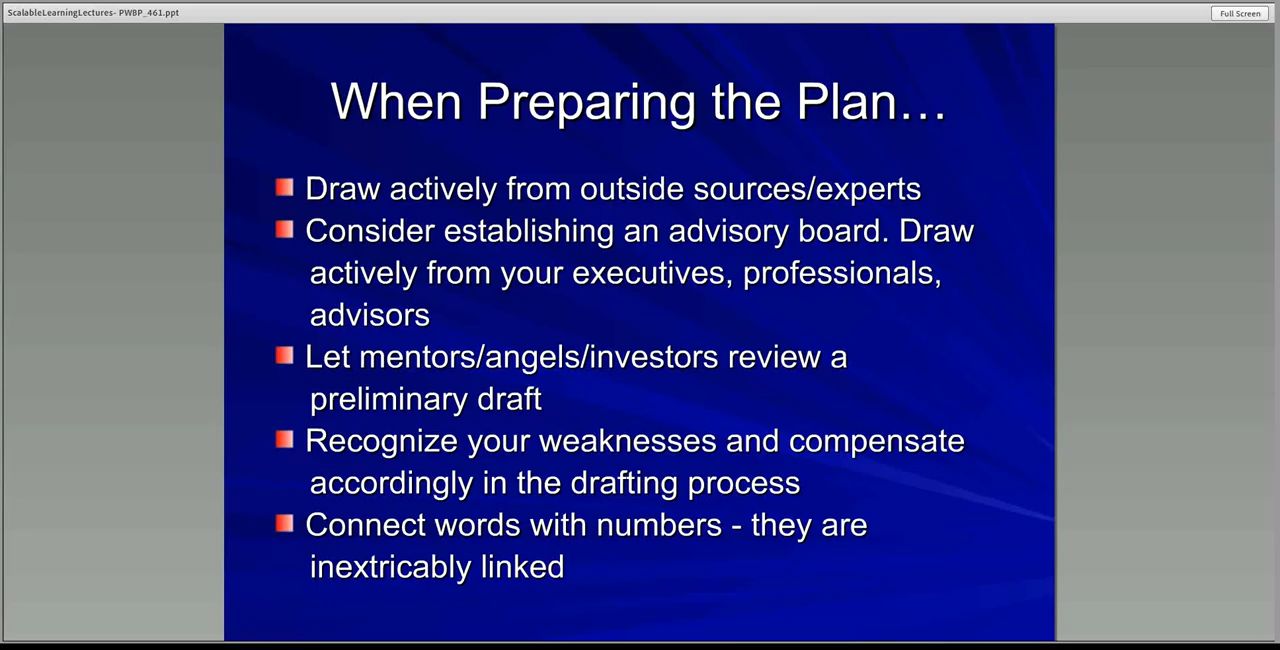 ScalableLearningLectures- PWBP_461.ppt
Full Screen
When Preparing the Plan…
Draw actively from outside sources/experts
Consider establishing an advisory board. Draw
actively from your executives, professionals,
advisors
Let mentors/angels/investors review a
preliminary draft
Recognize your weaknesses and compensate
accordingly in the drafting process
Connect words with numbers - they are
inextricably linked